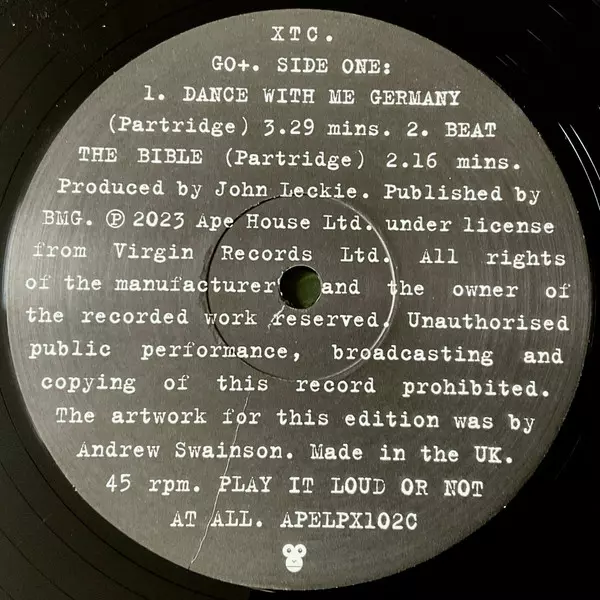 XTC.
GO+. SIDE ONE:
1. DANCE WITH ME GERMANY
(Partridge) 3.29 mins. 2. BEAT
THE BIBLE (Partridge) 2.16 mins.
Produced by John Leckie. Published by
BMG. ℗ 2023 Ape House Ltd. under license
from Virgin Records Ltd. All rights
of the manufacturer and the owner of
the recorded work reserved. Unauthorised
public performance, broadcasting and
copying of this record prohibited.
The artwork for this edition was by
Andrew Swainson. Made in the UK.
45 rpm. PLAY IT LOUD OR NOT
AT ALL. APELPX102C